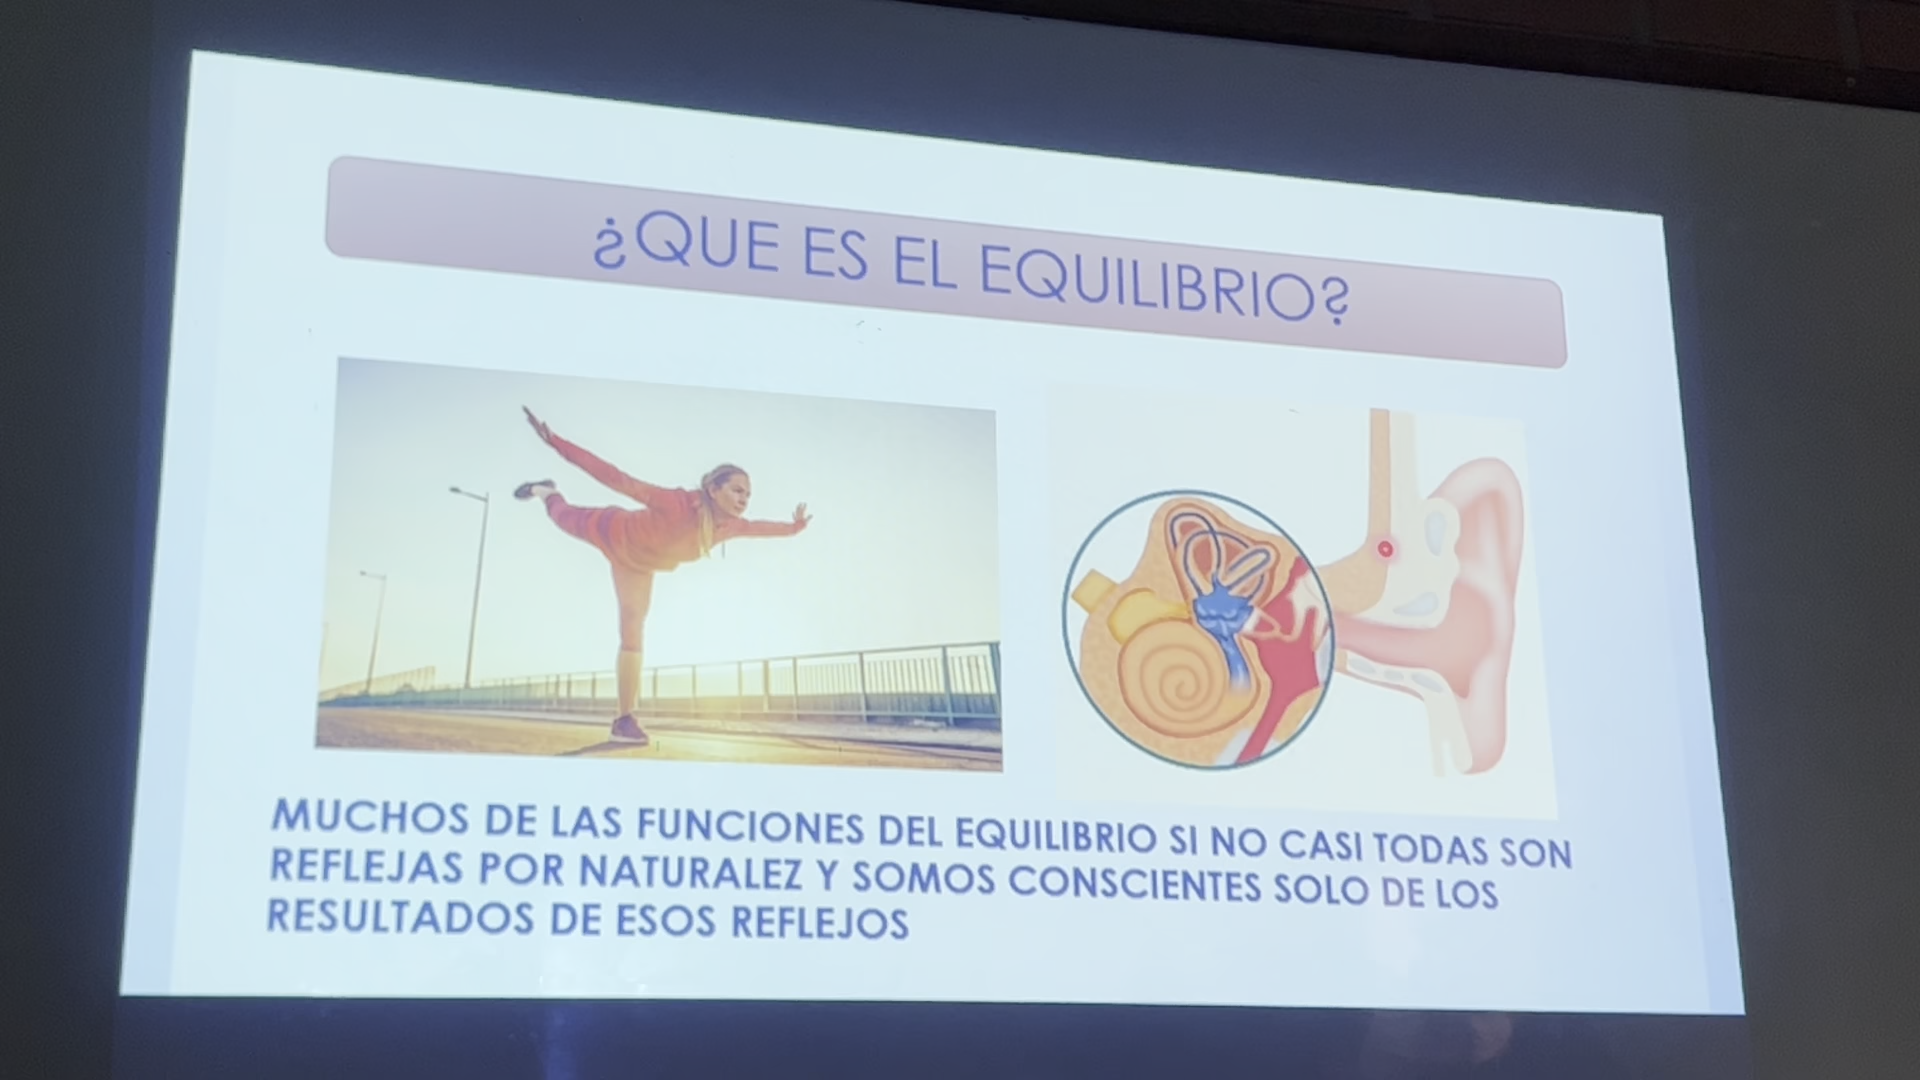 ¿QUE ES EL EQUILIBRIO?
MUCHOS DE LAS FUNCIONES DEL EQUILIBRIO SI NO CASI TODAS SON
REFLEJAS POR NATURALEZ Y SOMOS CONSCIENTES SOLO DE LOS
RESULTADOS DE ESOS REFLEJOS